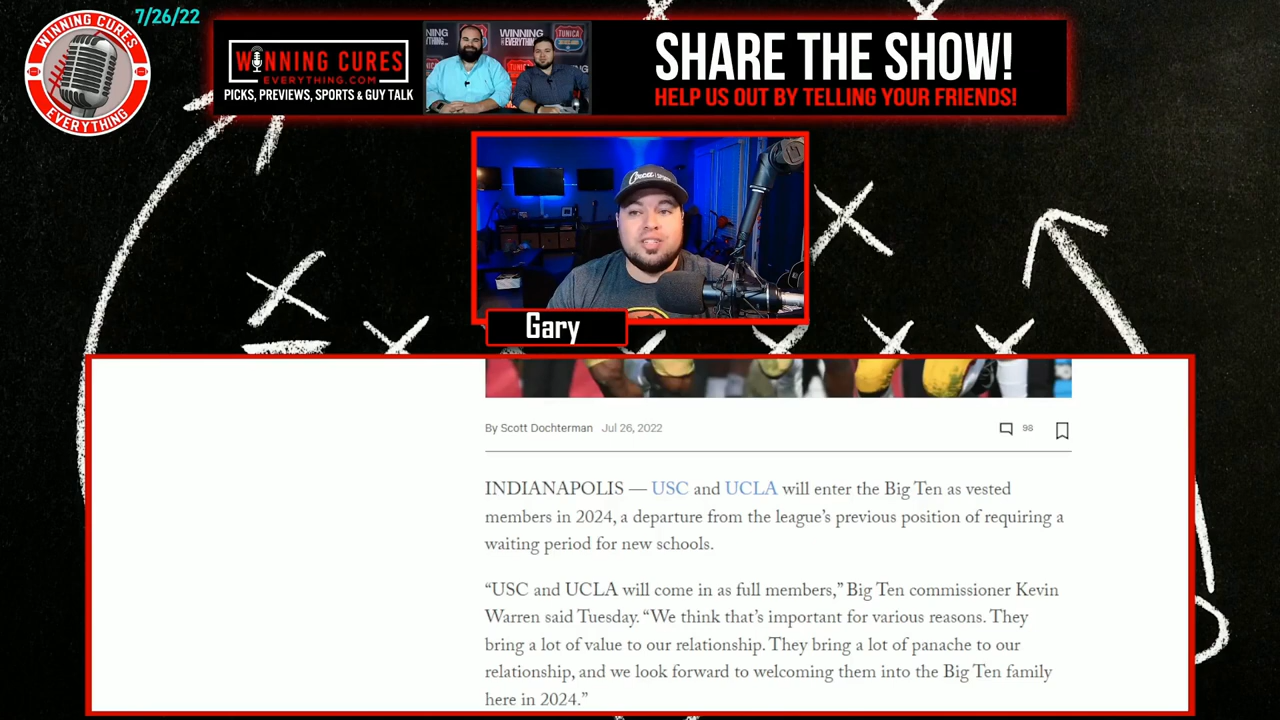 7/26/22
WINNING CURES
EVERYTHING
WINNING CURES
EVERYTHING.COM
PICKS, PREVIEWS, SPORTS & GUY TALK
SHARE THE SHOW!
HELP US OUT BY TELLING YOUR FRIENDS!
Circa
Gary
By Scott Dochterman Jul 26, 2022
98
INDIANAPOLIS — USC and UCLA will enter the Big Ten as vested
members in 2024, a departure from the league’s previous position of requiring a
waiting period for new schools.
“USC and UCLA will come in as full members,” Big Ten commissioner Kevin
Warren said Tuesday. “We think that’s important for various reasons. They
bring a lot of value to our relationship. They bring a lot of panache to our
relationship, and we look forward to welcoming them into the Big Ten family
here in 2024.”